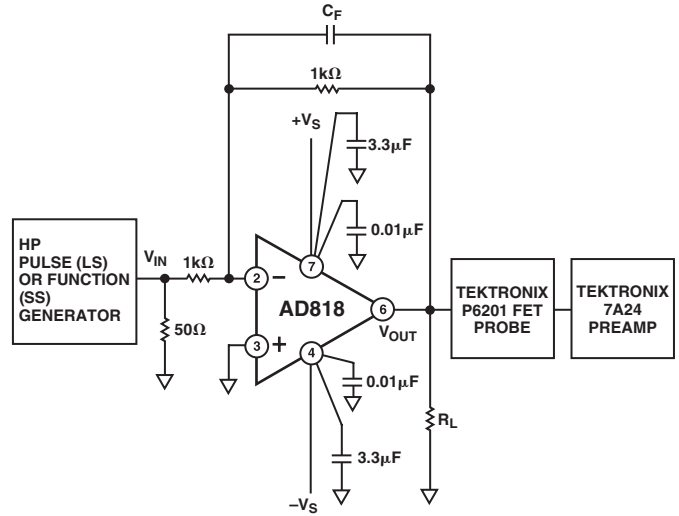 C_F
1kΩ
+V_S
3.3µF
0.01µF
HP
PULSE (LS)
OR FUNCTION
(SS)
GENERATOR
V_IN
1kΩ
50Ω
2
−
7
AD818
6
3
+
4
V_OUT
TEKTRONIX
P6201 FET
PROBE
TEKTRONIX
7A24
PREAMP
0.01µF
3.3µF
R_L
−V_S